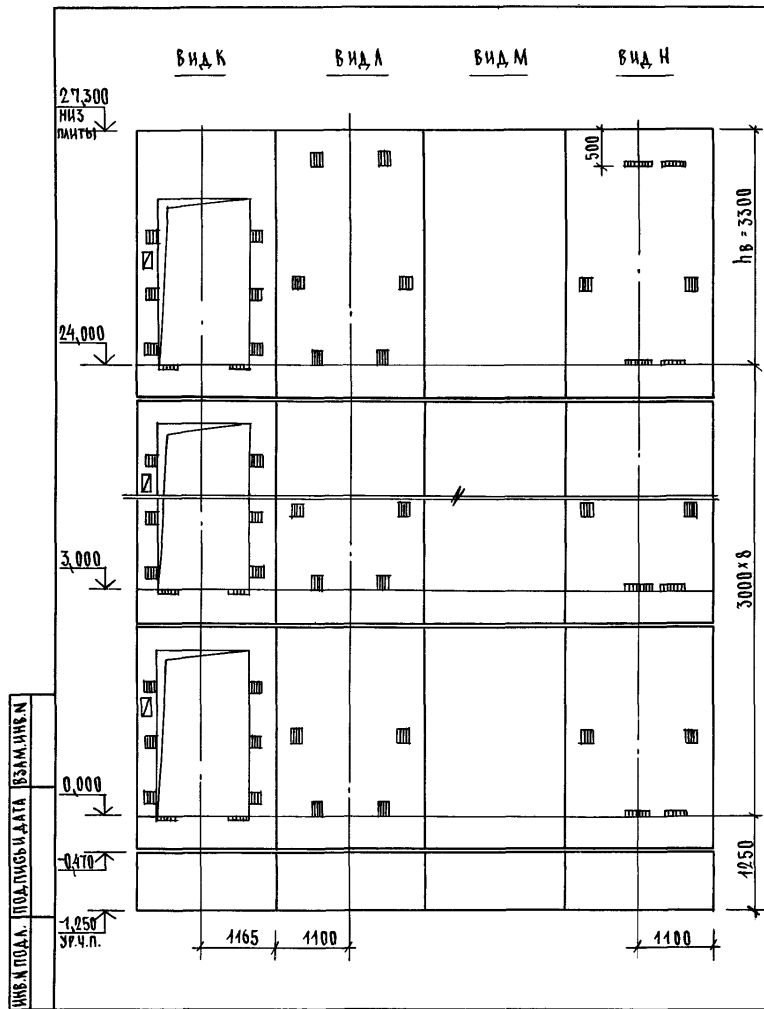 ВИД К
ВИД Л
ВИД М
ВИД Н
27,300
НИЗ
ПЛИТЫ
500
hв = 3300
24,000
3,000
3000×8
0,000
-0,470
1250
-1,250
УР.Ч.П.
1165
1100
1100
ВЗАМ.ИНВ.N
ПОДПИСЬ И ДАТА
ИНВ.N ПОДЛ.